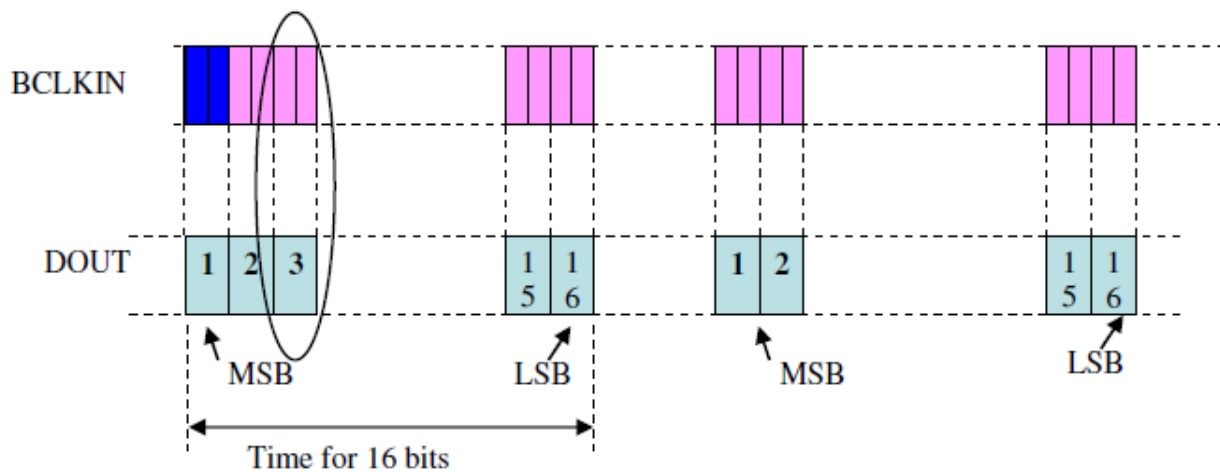 BCLKIN
DOUT
1 2 3
1 1
5 6
1 2
1 1
5 6
MSB
LSB
MSB
LSB
Time for 16 bits